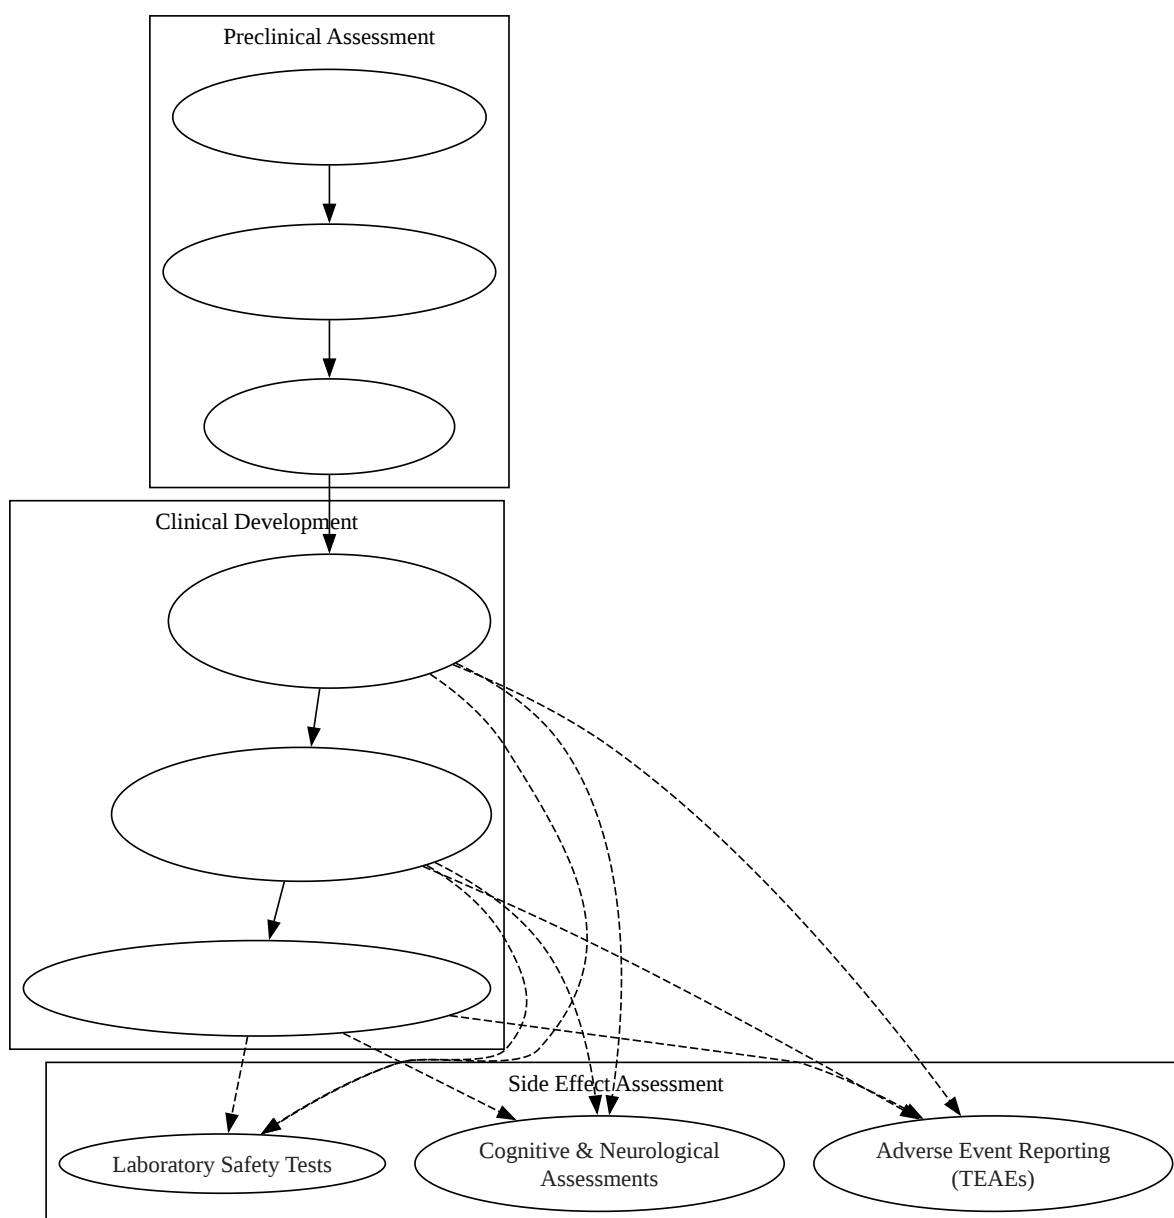 Preclinical Assessment
Clinical Development
Side Effect Assessment
Laboratory Safety Tests
Cognitive & Neurological
Assessments
Adverse Event Reporting
(TEAEs)